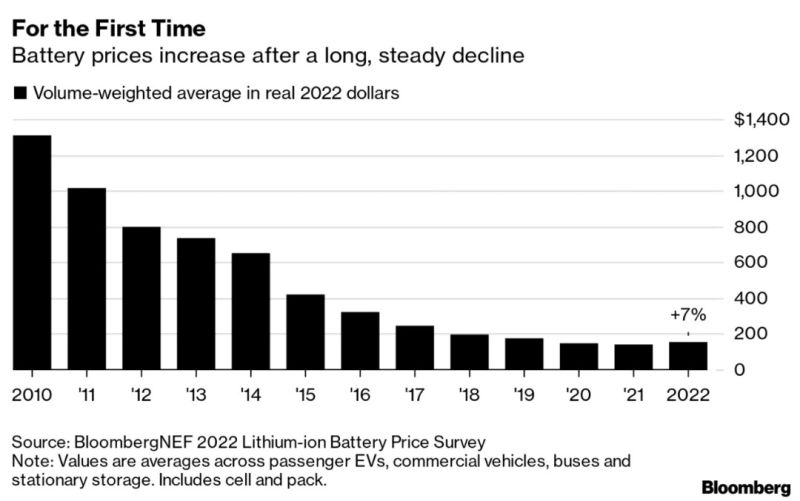 For the First Time
Battery prices increase after a long, steady decline
Volume-weighted average in real 2022 dollars
$1,400
1,200
1,000
800
600
400
+7%
200
0
2010 '11 '12 '13 '14 '15 '16 '17 '18 '19 '20 '21 2022
Source: BloombergNEF 2022 Lithium-ion Battery Price Survey
Note: Values are averages across passenger EVs, commercial vehicles, buses and
stationary storage. Includes cell and pack.
Bloomberg